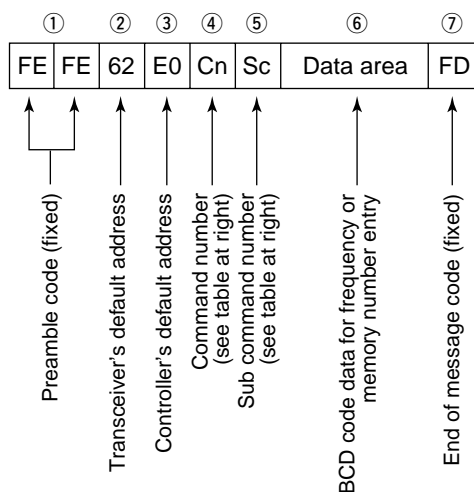 ① ② ③ ④ ⑤ ⑥ ⑦
FE FE 62 E0 Cn Sc Data area FD
Preamble code (fixed)
Transceiver's default address
Controller's default address
Command number
(see table at right)
Sub command number
(see table at right)
BCD code data for frequency or
memory number entry
End of message code (fixed)